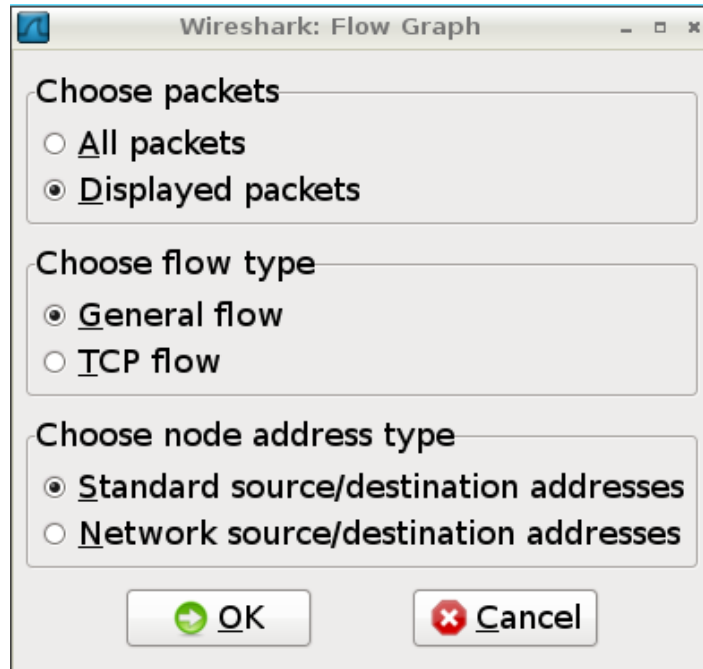 Wireshark: Flow Graph
Choose packets
All packets
Displayed packets
Choose flow type
General flow
TCP flow
Choose node address type
Standard source/destination addresses
Network source/destination addresses
OK
Cancel